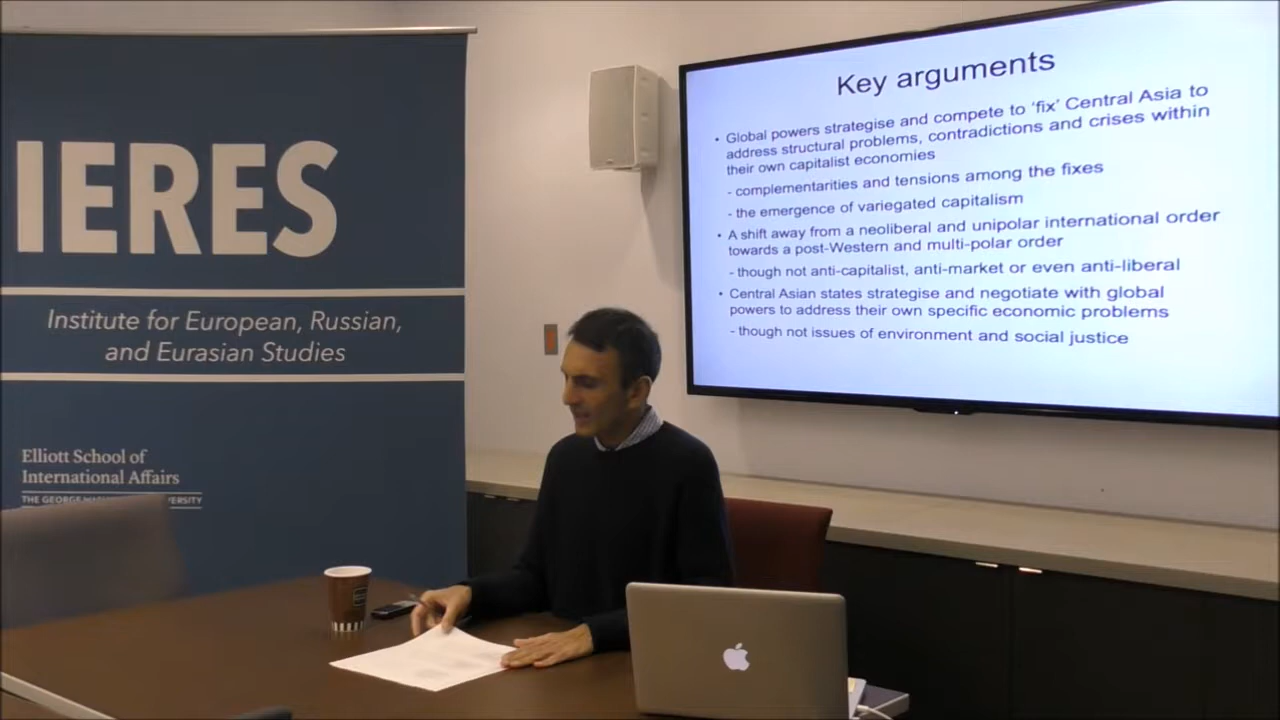 IERES
Institute for European, Russian,
and Eurasian Studies
Elliott School of
International Affairs
THE GEORGE
Key arguments
• Global powers strategise and compete to 'fix' Central Asia to
address structural problems, contradictions and crises within
their own capitalist economies
- complementarities and tensions among the fixes
- the emergence of variegated capitalism
• A shift away from a neoliberal and unipolar international order
towards a post-Western and multi-polar order
- though not anti-capitalist, anti-market or even anti-liberal
• Central Asian states strategise and negotiate with global
powers to address their own specific economic problems
- though not issues of environment and social justice